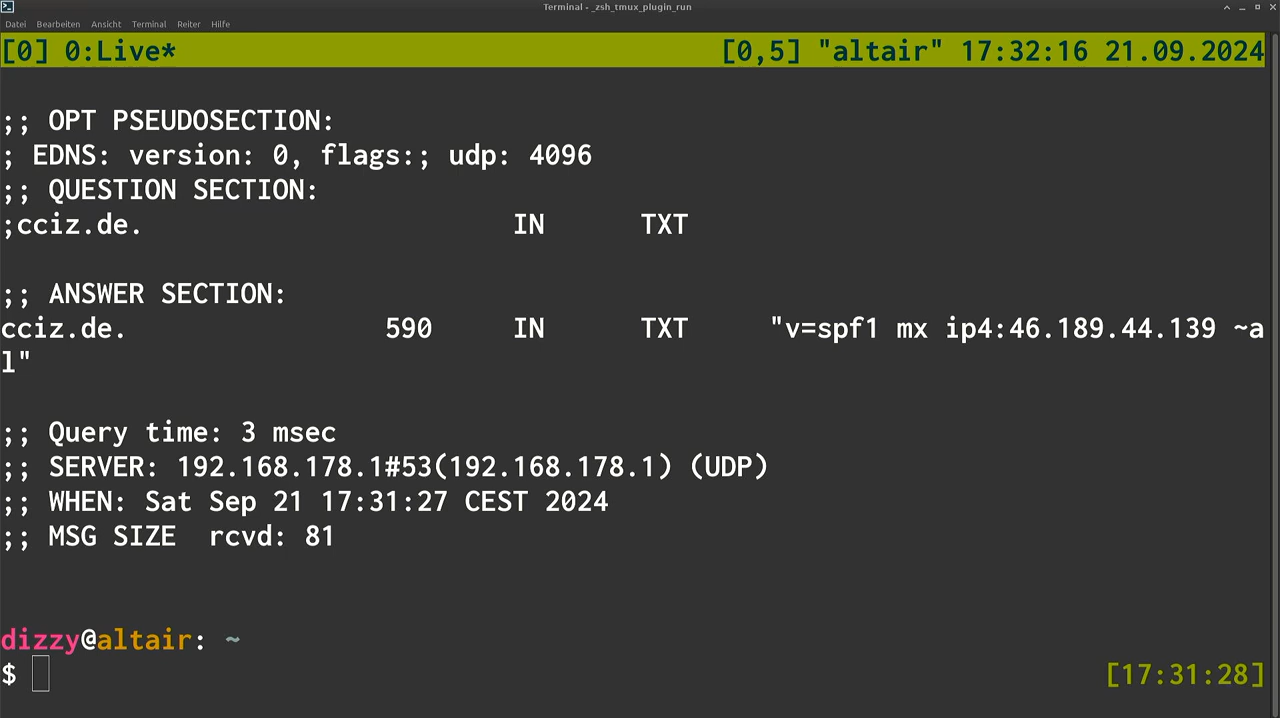 Terminal - _zsh_tmux_plugin_run
Datei Bearbeiten Ansicht Terminal Reiter Hilfe
[0] 0:Live* [0,5] "altair" 17:32:16 21.09.2024
;; OPT PSEUDOSECTION:
; EDNS: version: 0, flags:; udp: 4096
;; QUESTION SECTION:
;cciz.de. IN TXT
;; ANSWER SECTION:
cciz.de. 590 IN TXT "v=spf1 mx ip4:46.189.44.139 ~a
l"
;; Query time: 3 msec
;; SERVER: 192.168.178.1#53(192.168.178.1) (UDP)
;; WHEN: Sat Sep 21 17:31:27 CEST 2024
;; MSG SIZE  rcvd: 81
dizzy@altair: ~
$ [17:31:28]